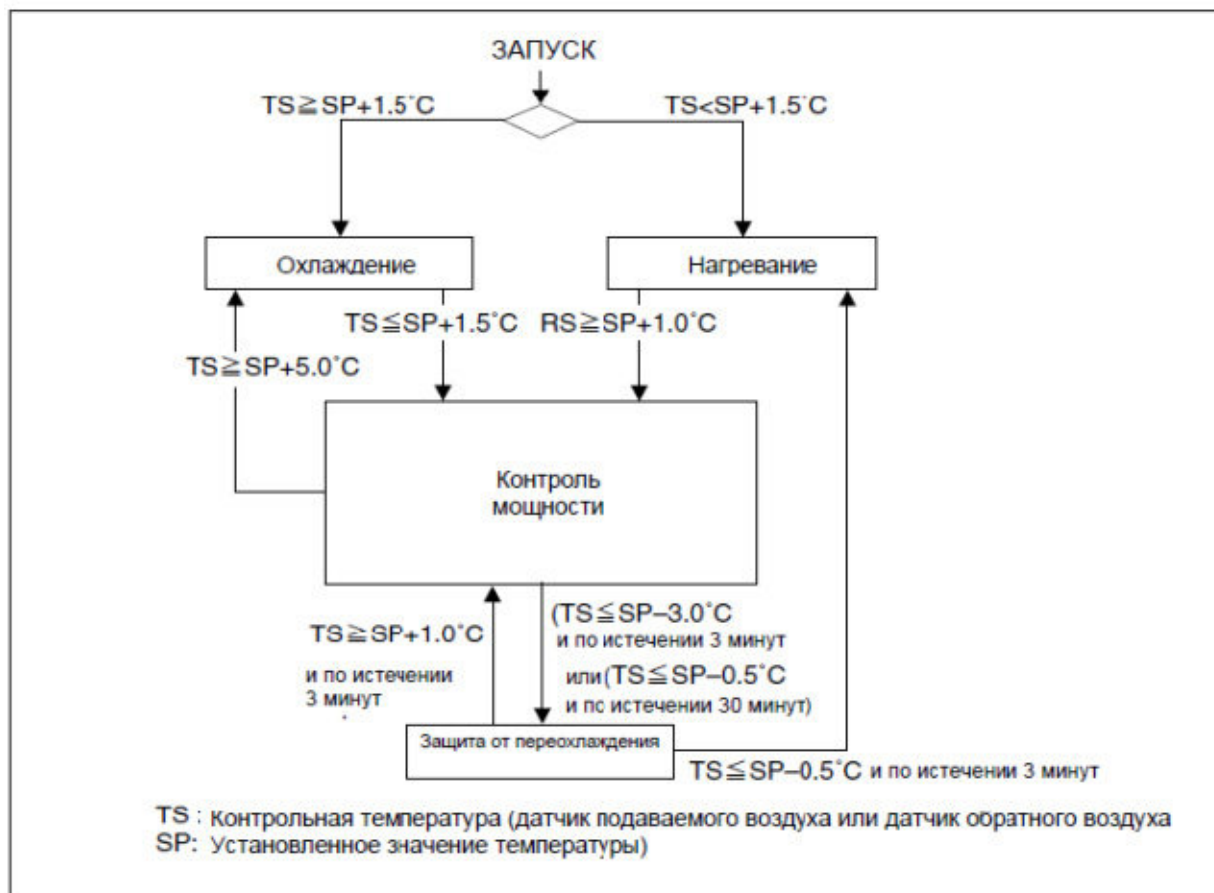 ЗАПУСК
TS≧SP+1.5˚C
TS<SP+1.5˚C
Охлаждение
Нагревание
TS≦SP+1.5˚C
RS≧SP+1.0˚C
TS≧SP+5.0˚C
Контроль
мощности
TS≧SP+1.0˚C
и по истечении
3 минут
(TS≦SP–3.0˚C
и по истечении 3 минут
или(TS≦SP–0.5˚C
и по истечении 30 минут)
Защита от переохлаждения
TS≦SP–0.5˚C и по истечении 3 минут
TS : Контрольная температура (датчик подаваемого воздуха или датчик обратного воздуха
SP: Установленное значение температуры)